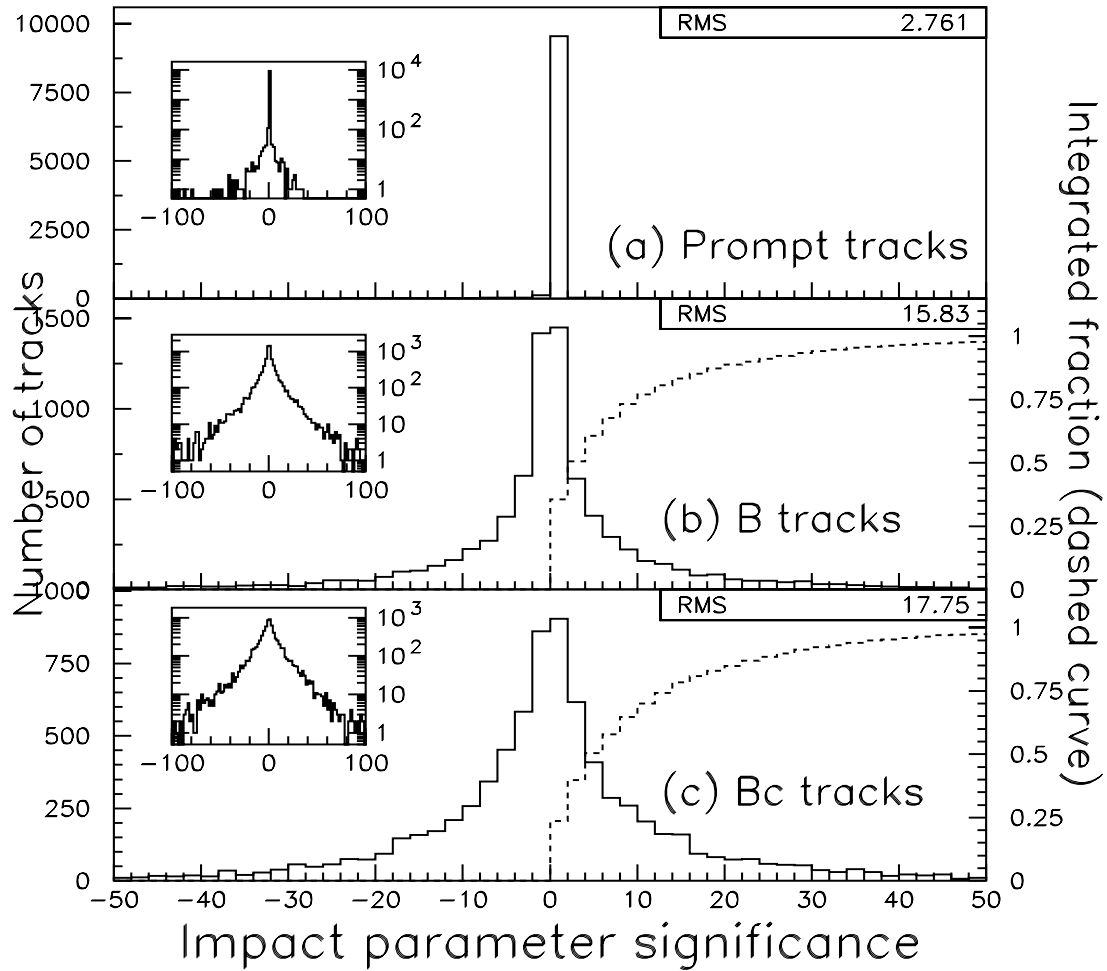 Number of tracks
Integrated fraction (dashed curve)
10000
7500
5000
2500
0
RMS 2.761
10^4
10^2
1
-100 0 100
(a) Prompt tracks
1500
1000
500
0
RMS 15.83
1
0.75
0.5
0.25
0
10^3
10^2
10
1
-100 0 100
(b) B tracks
1000
750
500
250
0
RMS 17.75
1
0.75
0.5
0.25
0
10^3
10^2
10
1
-100 0 100
(c) Bc tracks
-50 -40 -30 -20 -10 0 10 20 30 40 50
Impact parameter significance